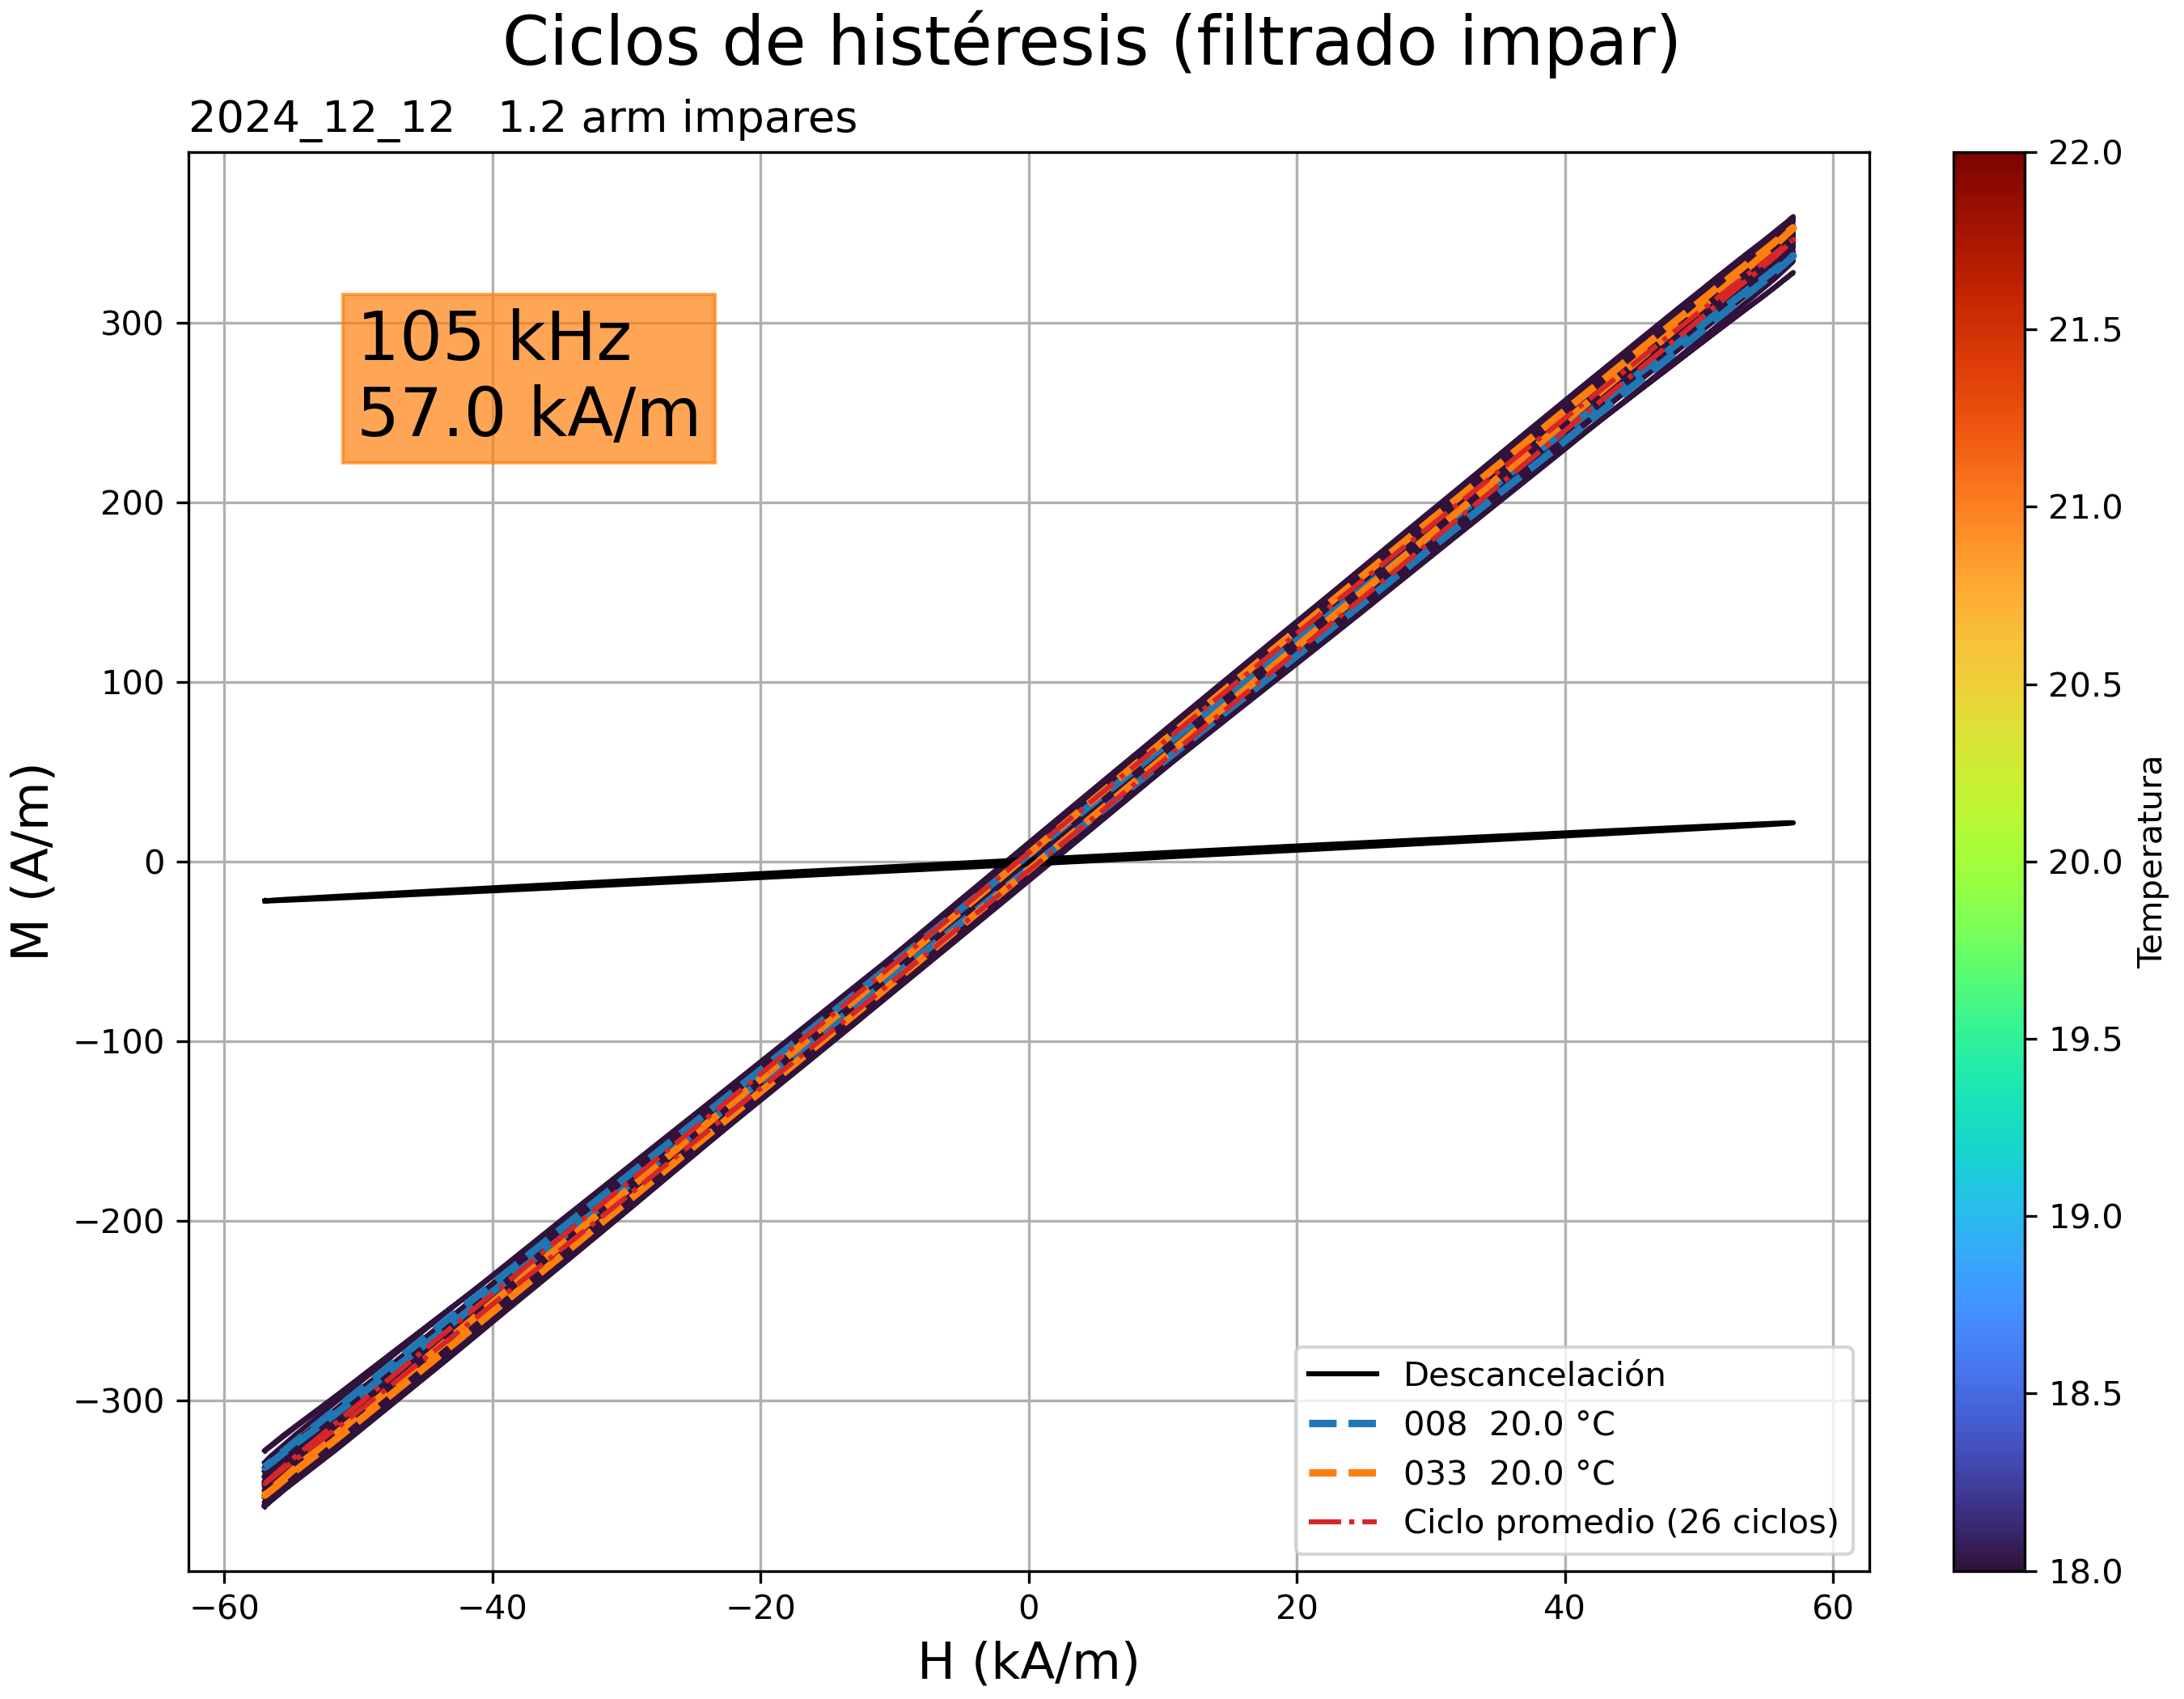 Ciclos de histéresis (filtrado impar)
2024_12_12   1.2 arm impares
105 kHz
57.0 kA/m
M (A/m)
300
200
100
0
−100
−200
−300
−60
−40
−20
0
20
40
60
H (kA/m)
Descancelación
008  20.0 °C
033  20.0 °C
Ciclo promedio (26 ciclos)
22.0
21.5
21.0
20.5
20.0
19.5
19.0
18.5
18.0
Temperatura